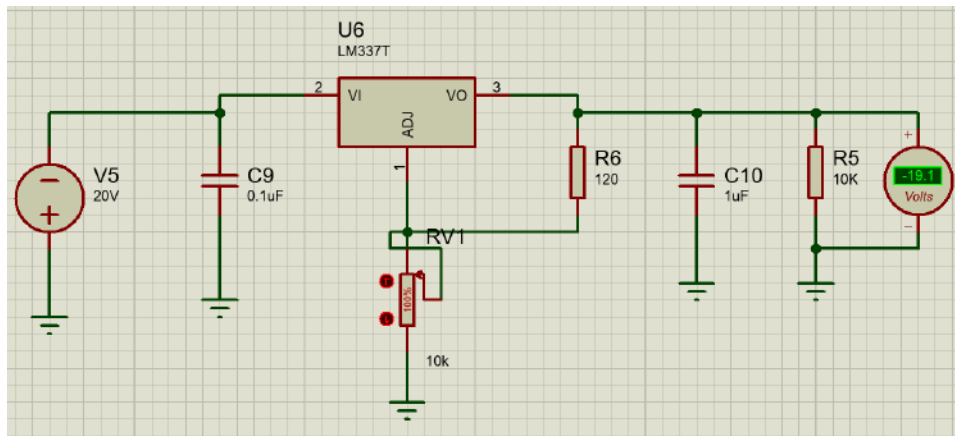 U6
LM337T
2
VI
VO
3
ADJ
1
V5
20V
C9
0.1uF
R6
120
C10
1uF
R5
10K
+
-19.1
Volts
−
RV1
100%
10k